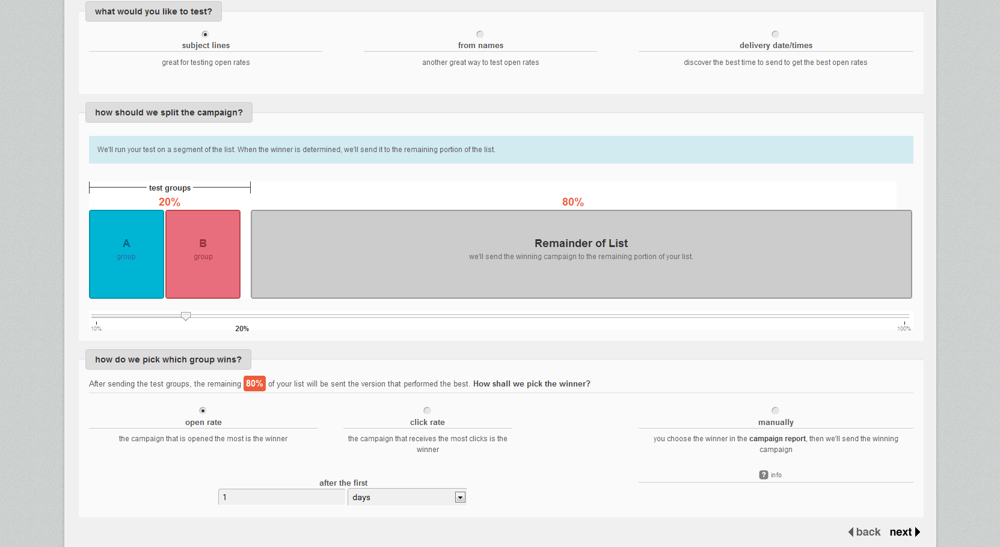 what would you like to test?
subject lines
great for testing open rates
from names
another great way to test open rates
delivery date/times
discover the best time to send to get the best open rates
how should we split the campaign?
We'll run your test on a segment of the list. When the winner is determined, we'll send it to the remaining portion of the list.
test groups
20%
80%
A
group
B
group
Remainder of List
we'll send the winning campaign to the remaining portion of your list.
10%
20%
100%
how do we pick which group wins?
After sending the test groups, the remaining 80% of your list will be sent the version that performed the best. How shall we pick the winner?
open rate
the campaign that is opened the most is the winner
click rate
the campaign that receives the most clicks is the
winner
manually
you choose the winner in the campaign report, then we'll send the winning
campaign
? info
after the first
1
days
back next